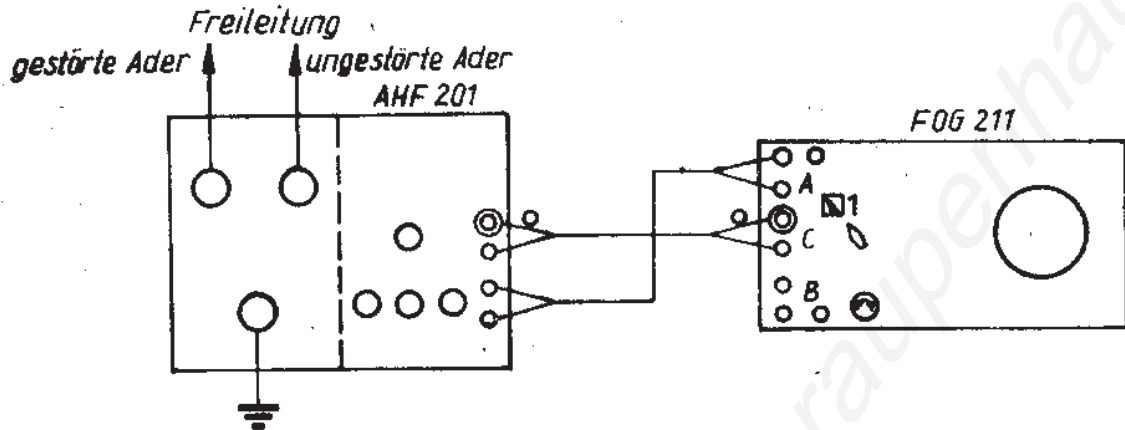 Freileitung
gestörte Ader
ungestörte Ader
AHF 201
FOG 211
A
1
C
B